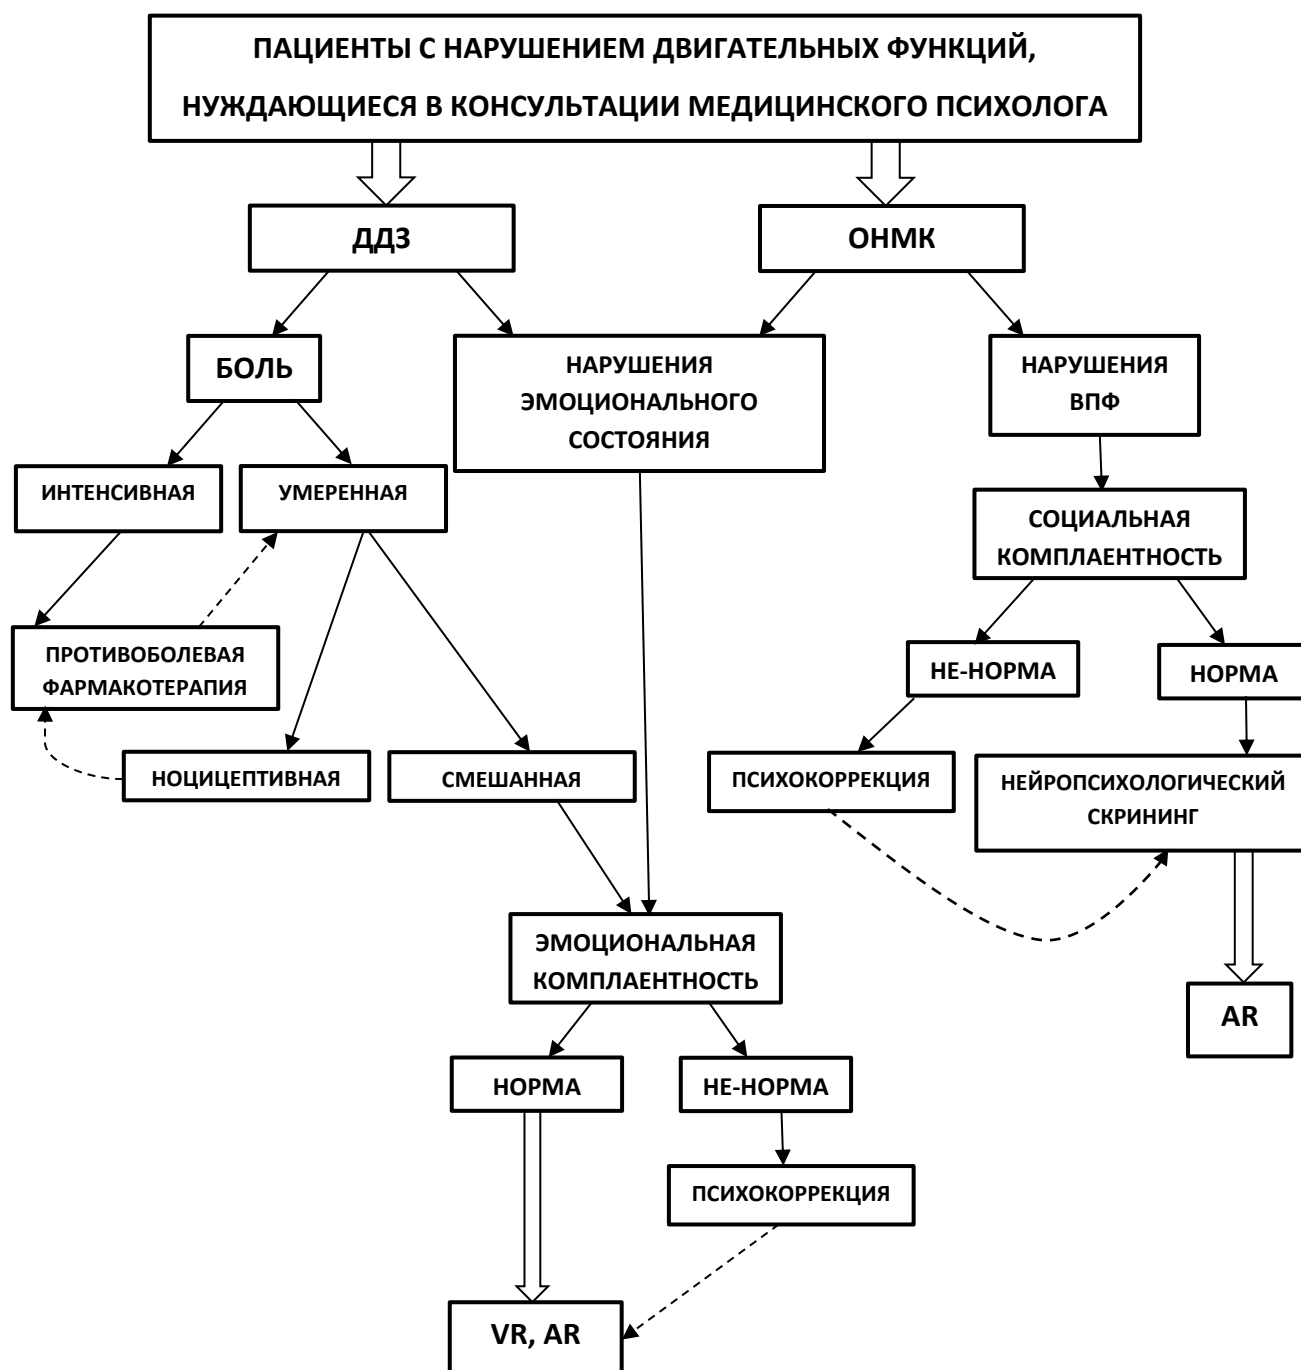 ПАЦИЕНТЫ С НАРУШЕНИЕМ ДВИГАТЕЛЬНЫХ ФУНКЦИЙ,
НУЖДАЮЩИЕСЯ В КОНСУЛЬТАЦИИ МЕДИЦИНСКОГО ПСИХОЛОГА
ДДЗ
ОНМК
БОЛЬ
НАРУШЕНИЯ
ЭМОЦИОНАЛЬНОГО
СОСТОЯНИЯ
НАРУШЕНИЯ
ВПФ
ИНТЕНСИВНАЯ
УМЕРЕННАЯ
СОЦИАЛЬНАЯ
КОМПЛАЕНТНОСТЬ
ПРОТИВОБОЛЕВАЯ
ФАРМАКОТЕРАПИЯ
НЕ-НОРМА
НОРМА
НОЦИЦЕПТИВНАЯ
СМЕШАННАЯ
ПСИХОКОРРЕКЦИЯ
НЕЙРОПСИХОЛОГИЧЕСКИЙ
СКРИНИНГ
ЭМОЦИОНАЛЬНАЯ
КОМПЛАЕНТНОСТЬ
AR
НОРМА
НЕ-НОРМА
ПСИХОКОРРЕКЦИЯ
VR, AR